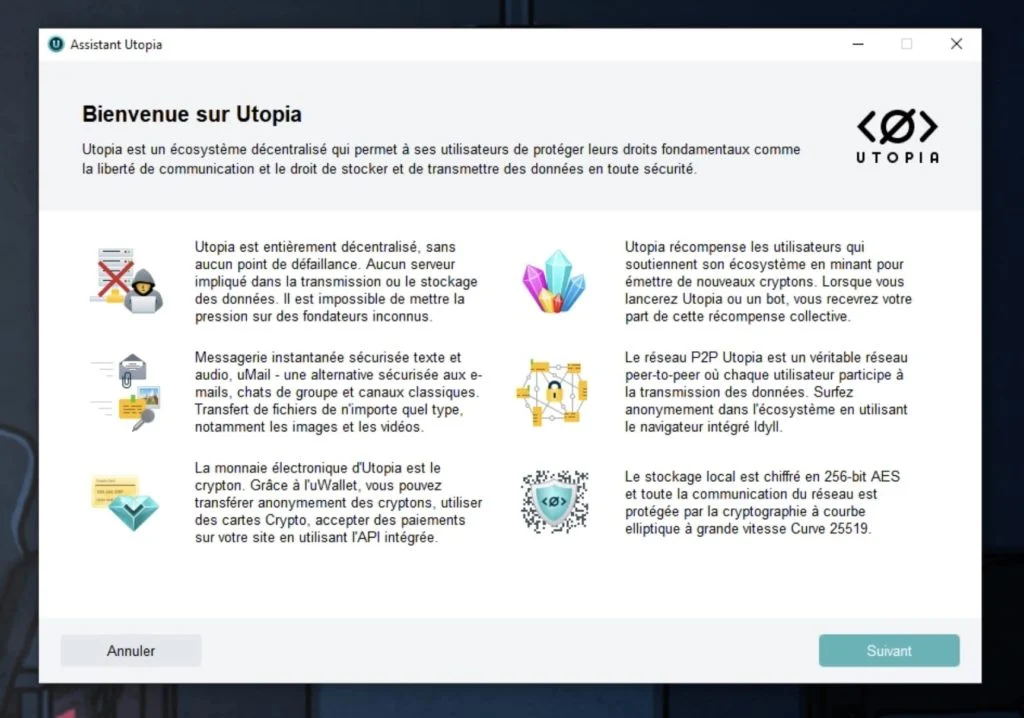 Assistant Utopia
Bienvenue sur Utopia
Utopia est un écosystème décentralisé qui permet à ses utilisateurs de protéger leurs droits fondamentaux comme
la liberté de communication et le droit de stocker et de transmettre des données en toute sécurité.
UTOPIA
Utopia est entièrement décentralisé, sans
aucun point de défaillance. Aucun serveur
impliqué dans la transmission ou le stockage
des données. Il est impossible de mettre la
pression sur des fondateurs inconnus.
Utopia récompense les utilisateurs qui
soutiennent son écosystème en minant pour
émettre de nouveaux cryptons. Lorsque vous
lancerez Utopia ou un bot, vous recevrez votre
part de cette récompense collective.
Messagerie instantanée sécurisée texte et
audio, uMail - une alternative sécurisée aux e-
mails, chats de groupe et canaux classiques.
Transfert de fichiers de n'importe quel type,
notamment les images et les vidéos.
Le réseau P2P Utopia est un véritable réseau
peer-to-peer où chaque utilisateur participe à
la transmission des données. Surfez
anonymement dans l'écosystème en utilisant
le navigateur intégré Idyll.
La monnaie électronique d'Utopia est le
crypton. Grâce à l'uWallet, vous pouvez
transférer anonymement des cryptons, utiliser
des cartes Crypto, accepter des paiements
sur votre site en utilisant l'API intégrée.
Le stockage local est chiffré en 256-bit AES
et toute la communication du réseau est
protégée par la cryptographie à courbe
elliptique à grande vitesse Curve 25519.
Annuler
Suivant